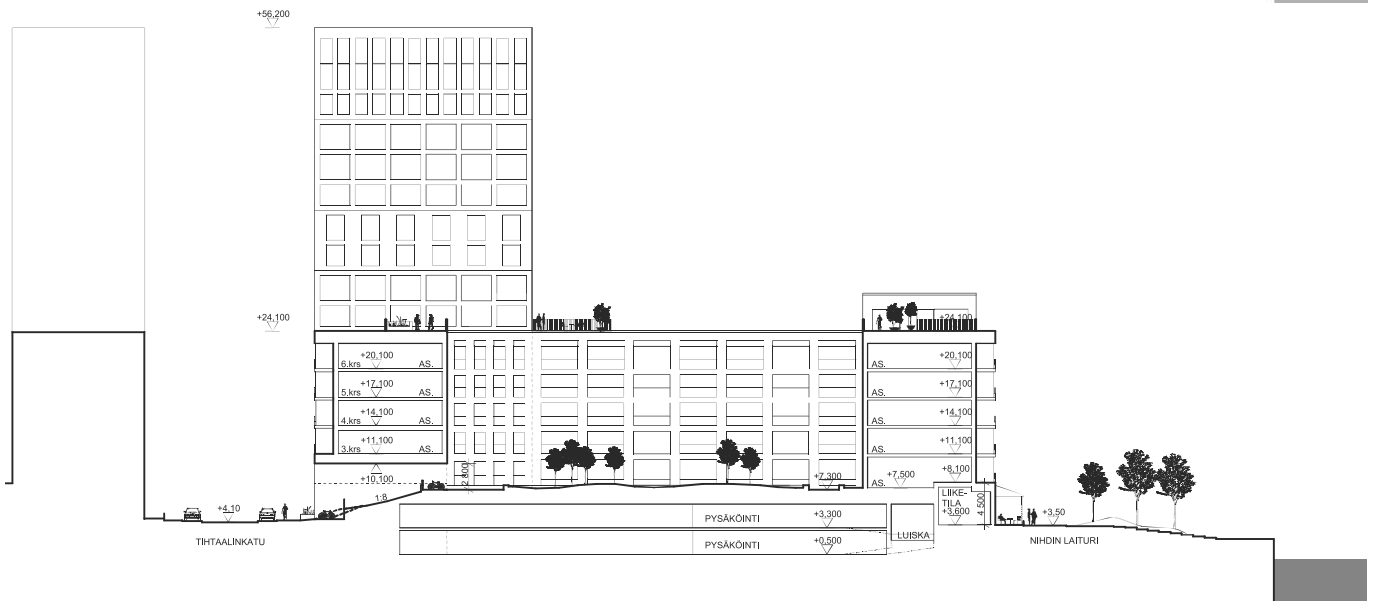 +56,200
+24,100
+24,100
+20,100
6.krs AS.
+17,100
5.krs AS.
+14,100
4.krs AS.
+11,100
3.krs AS.
+10,100
2 800
1:8
+4,10
TIHTAALINKATU
+20,100
AS.
+17,100
AS.
+14,100
AS.
+11,100
AS.
+7,300
+7,500
+8,100
AS.
LIIKE-
TILA
+3,600
4 500
PYSÄKÖINTI
+3,300
PYSÄKÖINTI
+0,500
LUISKA
+3,50
NIHDIN LAITURI